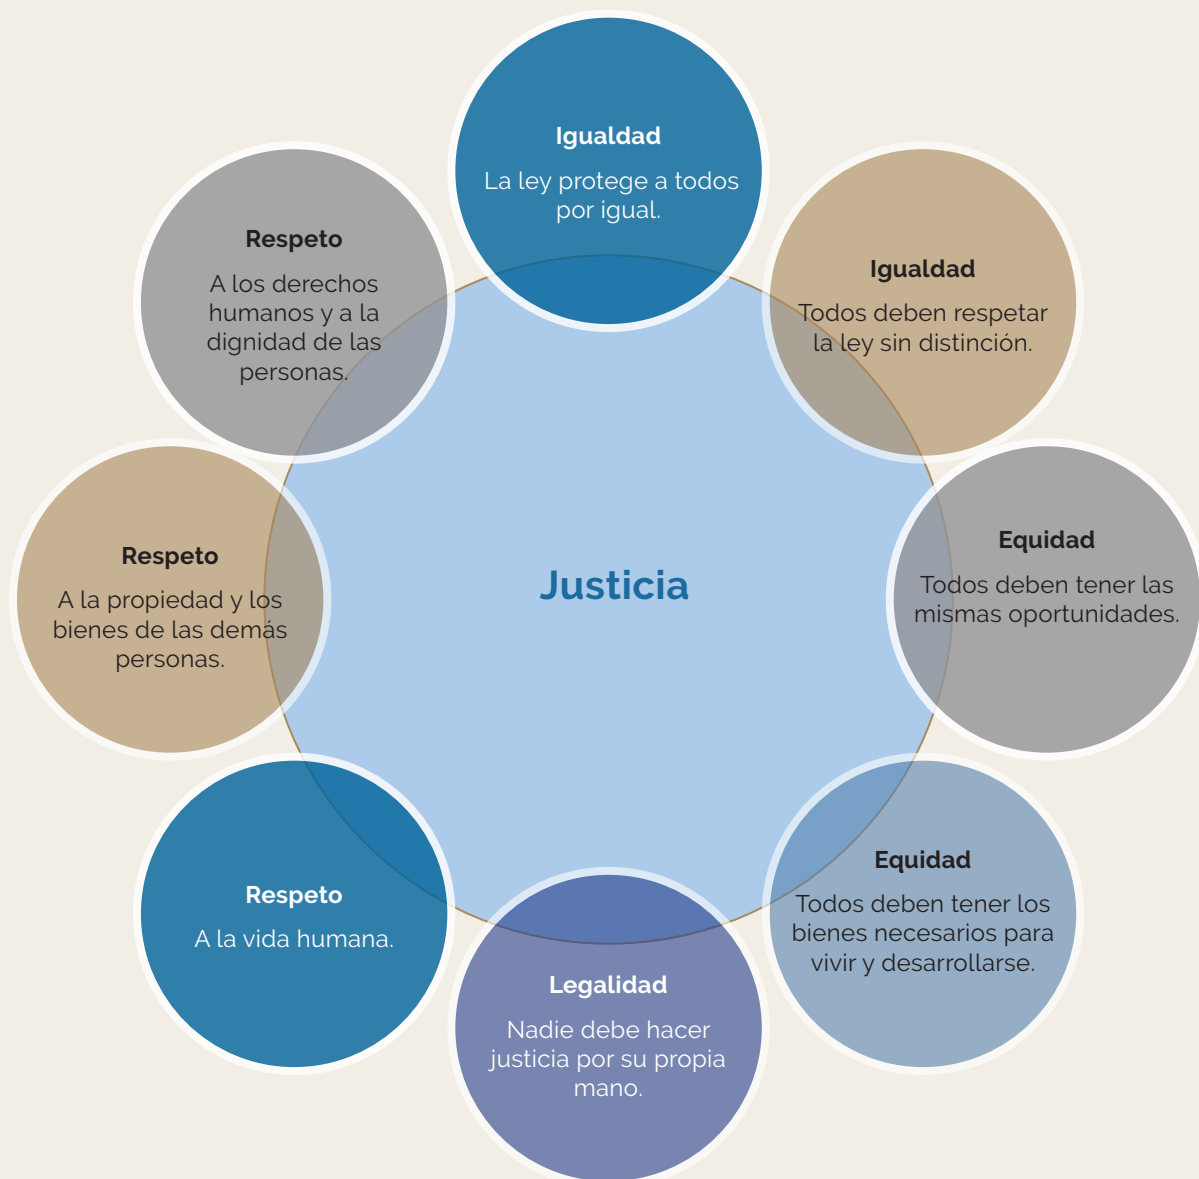 Igualdad
La ley protege a todos
por igual.
Igualdad
Todos deben respetar
la ley sin distinción.
Equidad
Todos deben tener las
mismas oportunidades.
Equidad
Todos deben tener los
bienes necesarios para
vivir y desarrollarse.
Legalidad
Nadie debe hacer
justicia por su propia
mano.
Respeto
A la vida humana.
Respeto
A la propiedad y los
bienes de las demás
personas.
Respeto
A los derechos
humanos y a la
dignidad de las
personas.
Justicia